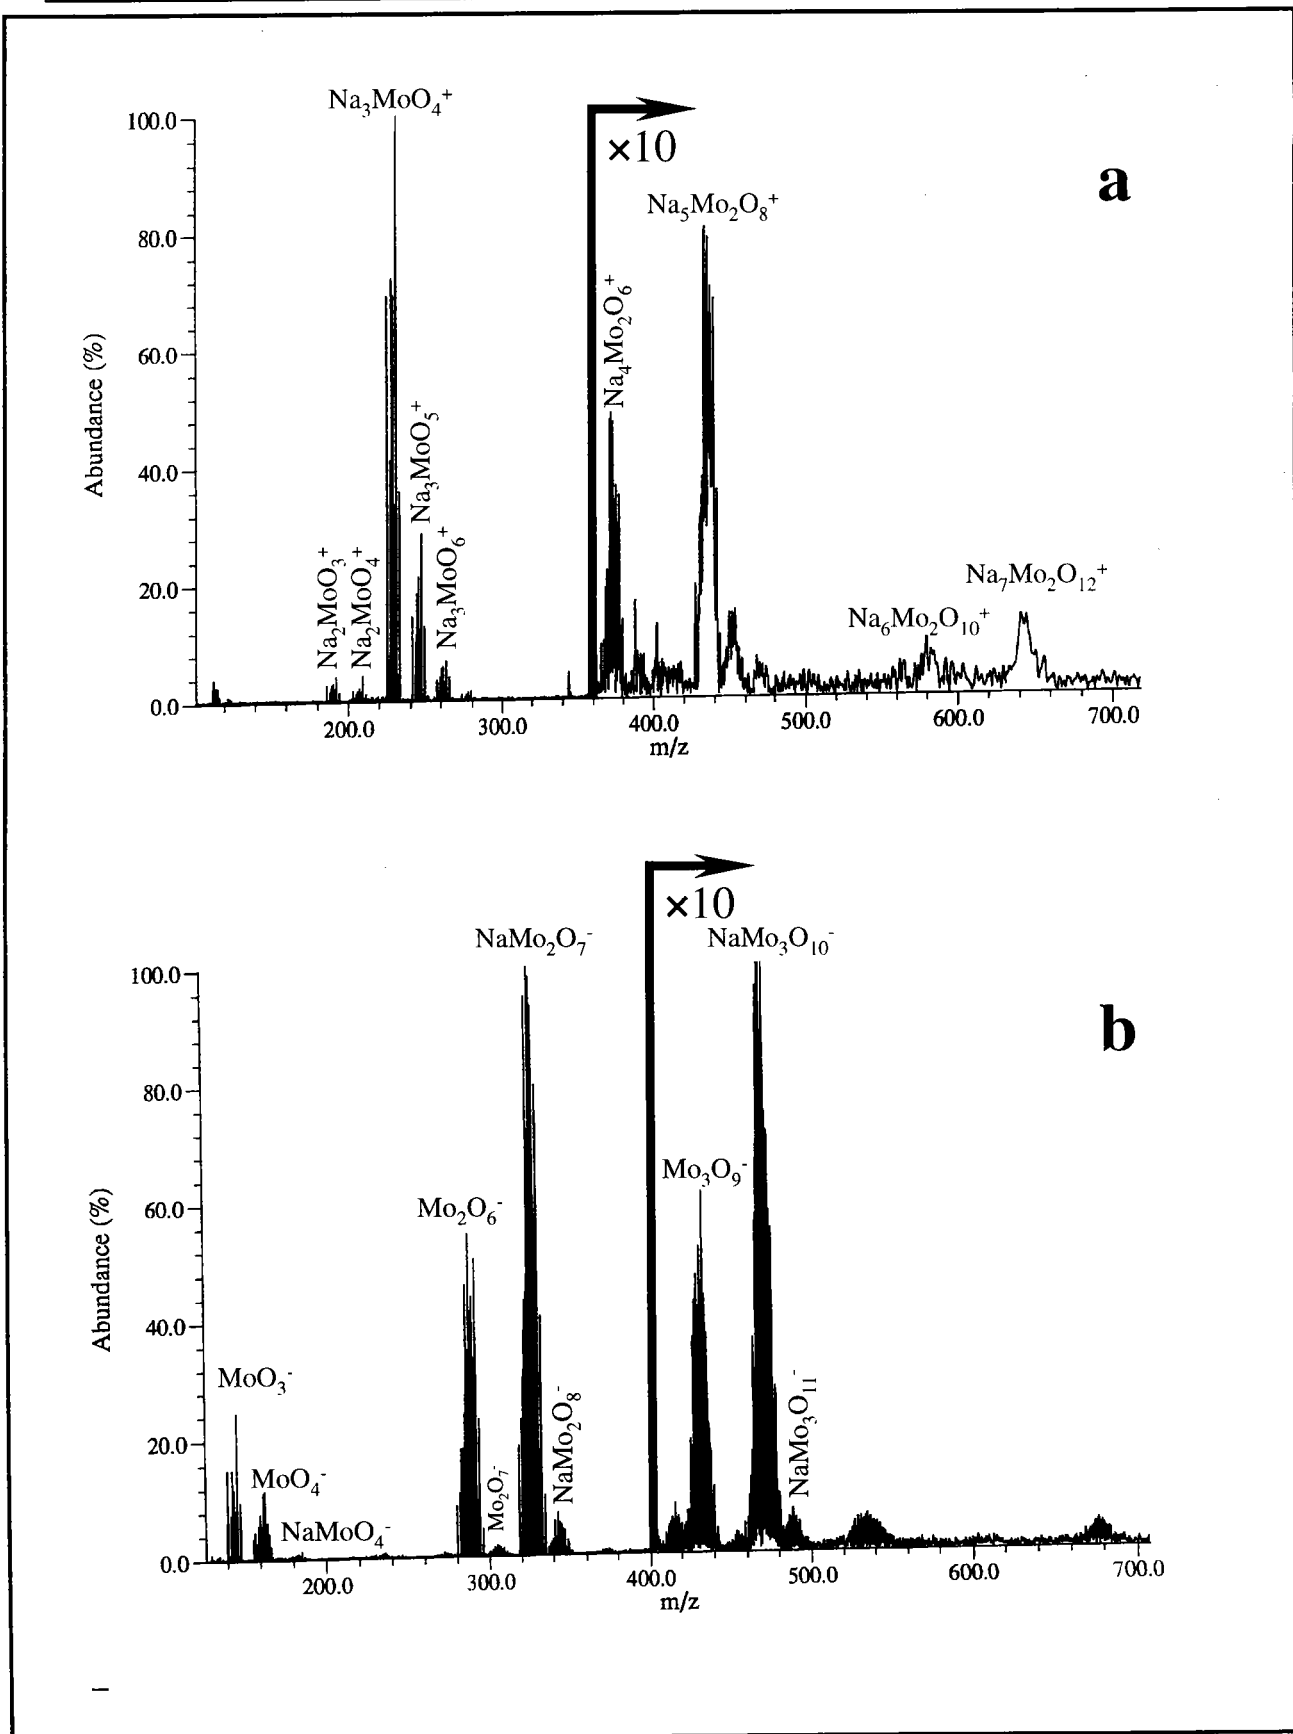 Na₃MoO₄⁺
×10
a
Na₅Mo₂O₈⁺
Na₄Mo₂O₆⁺
Na₃MoO₅⁺
Na₃MoO₆⁺
Na₂MoO₃⁺
Na₂MoO₄⁺
Na₆Mo₂O₁₀⁺
Na₇Mo₂O₁₂⁺
Abundance (%)
100.0
80.0
60.0
40.0
20.0
0.0
200.0 300.0 400.0 500.0 600.0 700.0
m/z
×10
b
NaMo₂O₇⁻
NaMo₃O₁₀⁻
Mo₃O₉⁻
Mo₂O₆⁻
MoO₃⁻
MoO₄⁻
NaMoO₄⁻
Mo₂O₇⁻
NaMo₂O₈⁻
NaMo₃O₁₁⁻
Abundance (%)
100.0
80.0
60.0
40.0
20.0
0.0
200.0 300.0 400.0 500.0 600.0 700.0
m/z